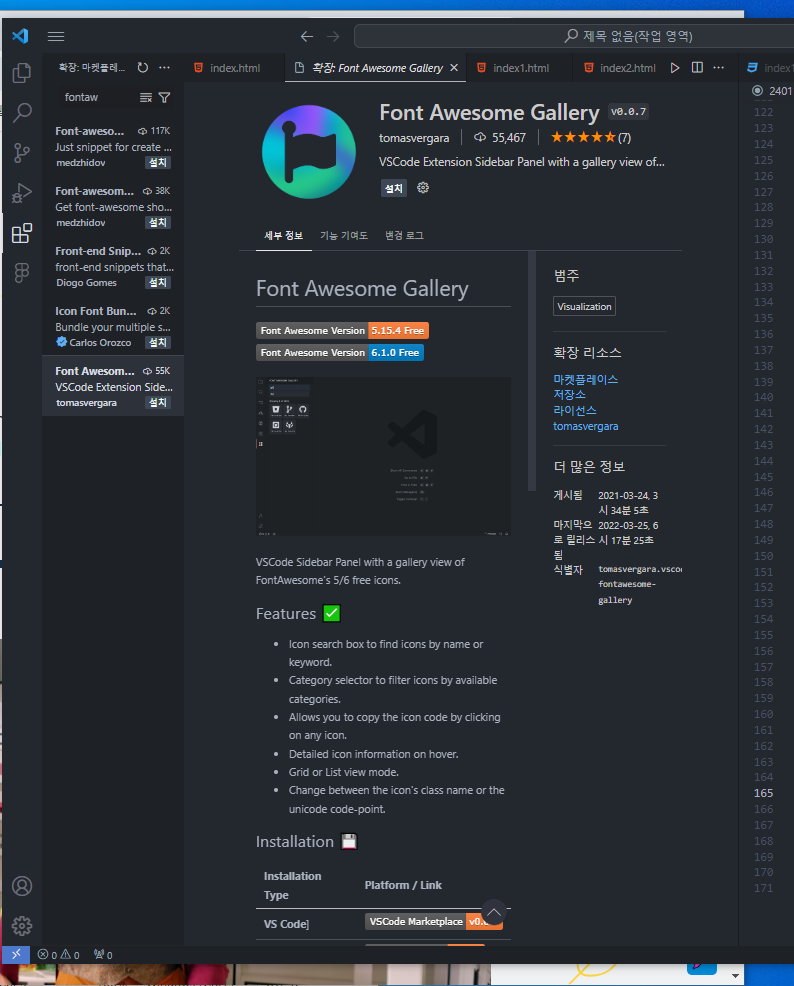 제목 없음(작업 영역)
확장: 마켓플레... ···
index.html
확장: Font Awesome Gallery
index1.html
index2.html
index1
fontaw
2401
Font-aweso... 117K
Just snippet for create ...
medzhidov 설치
Font-awesom... 38K
Get font-awesome sho...
medzhidov 설치
Front-end Snip... 2K
front-end snippets that...
Diogo Gomes 설치
Icon Font Bun... 2K
Bundle your multiple s...
Carlos Orozco 설치
Font Awesom... 55K
VSCode Extension Side...
tomasvergara 설치
Font Awesome Gallery v0.0.7
tomasvergara 55,467 (7)
VSCode Extension Sidebar Panel with a gallery view of...
설치
세부 정보 기능 기여도 변경 로그
Font Awesome Gallery
Font Awesome Version 5.15.4 Free
Font Awesome Version 6.1.0 Free
VSCode Sidebar Panel with a gallery view of
FontAwesome's 5/6 free icons.
Features
• Icon search box to find icons by name or
keyword.
• Category selector to filter icons by available
categories.
• Allows you to copy the icon code by clicking
on any icon.
• Detailed icon information on hover.
• Grid or List view mode.
• Change between the icon's class name or the
unicode code-point.
Installation
Installation
Type
Platform / Link
VS Code]
VSCode Marketplace v0.
범주
Visualization
확장 리소스
마켓플레이스
저장소
라이선스
tomasvergara
더 많은 정보
게시됨 2021-03-24, 3
시 34분 5초
마지막으 2022-03-25, 6
로 릴리스 시 17분 25초
됨
식별자 tomasvergara.vscod
fontawesome-
gallery
122
123
124
125
126
127
128
129
130
131
132
133
134
135
136
137
138
139
140
141
142
143
144
145
146
147
148
149
150
151
152
153
154
155
156
157
158
159
160
161
162
163
164
165
166
167
168
169
170
171
0 0 0